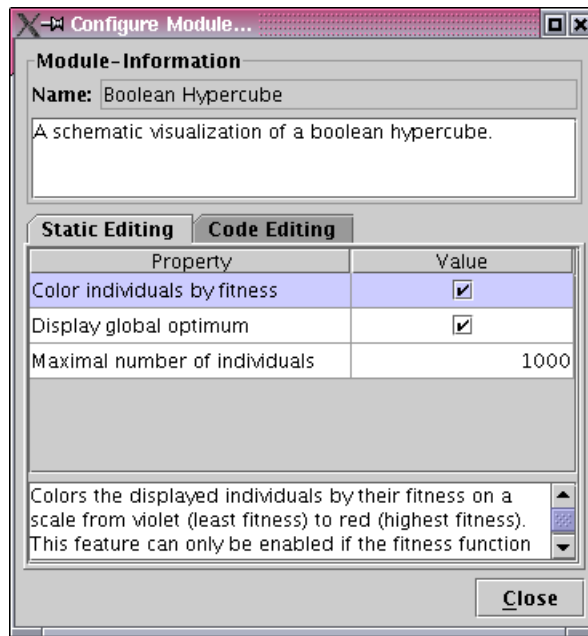 Configure Module...
Module-Information
Name: Boolean Hypercube
A schematic visualization of a boolean hypercube.
Static Editing Code Editing
Property Value
Color individuals by fitness
Display global optimum
Maximal number of individuals 1000
Colors the displayed individuals by their fitness on a
scale from violet (least fitness) to red (highest fitness).
This feature can only be enabled if the fitness function
Close